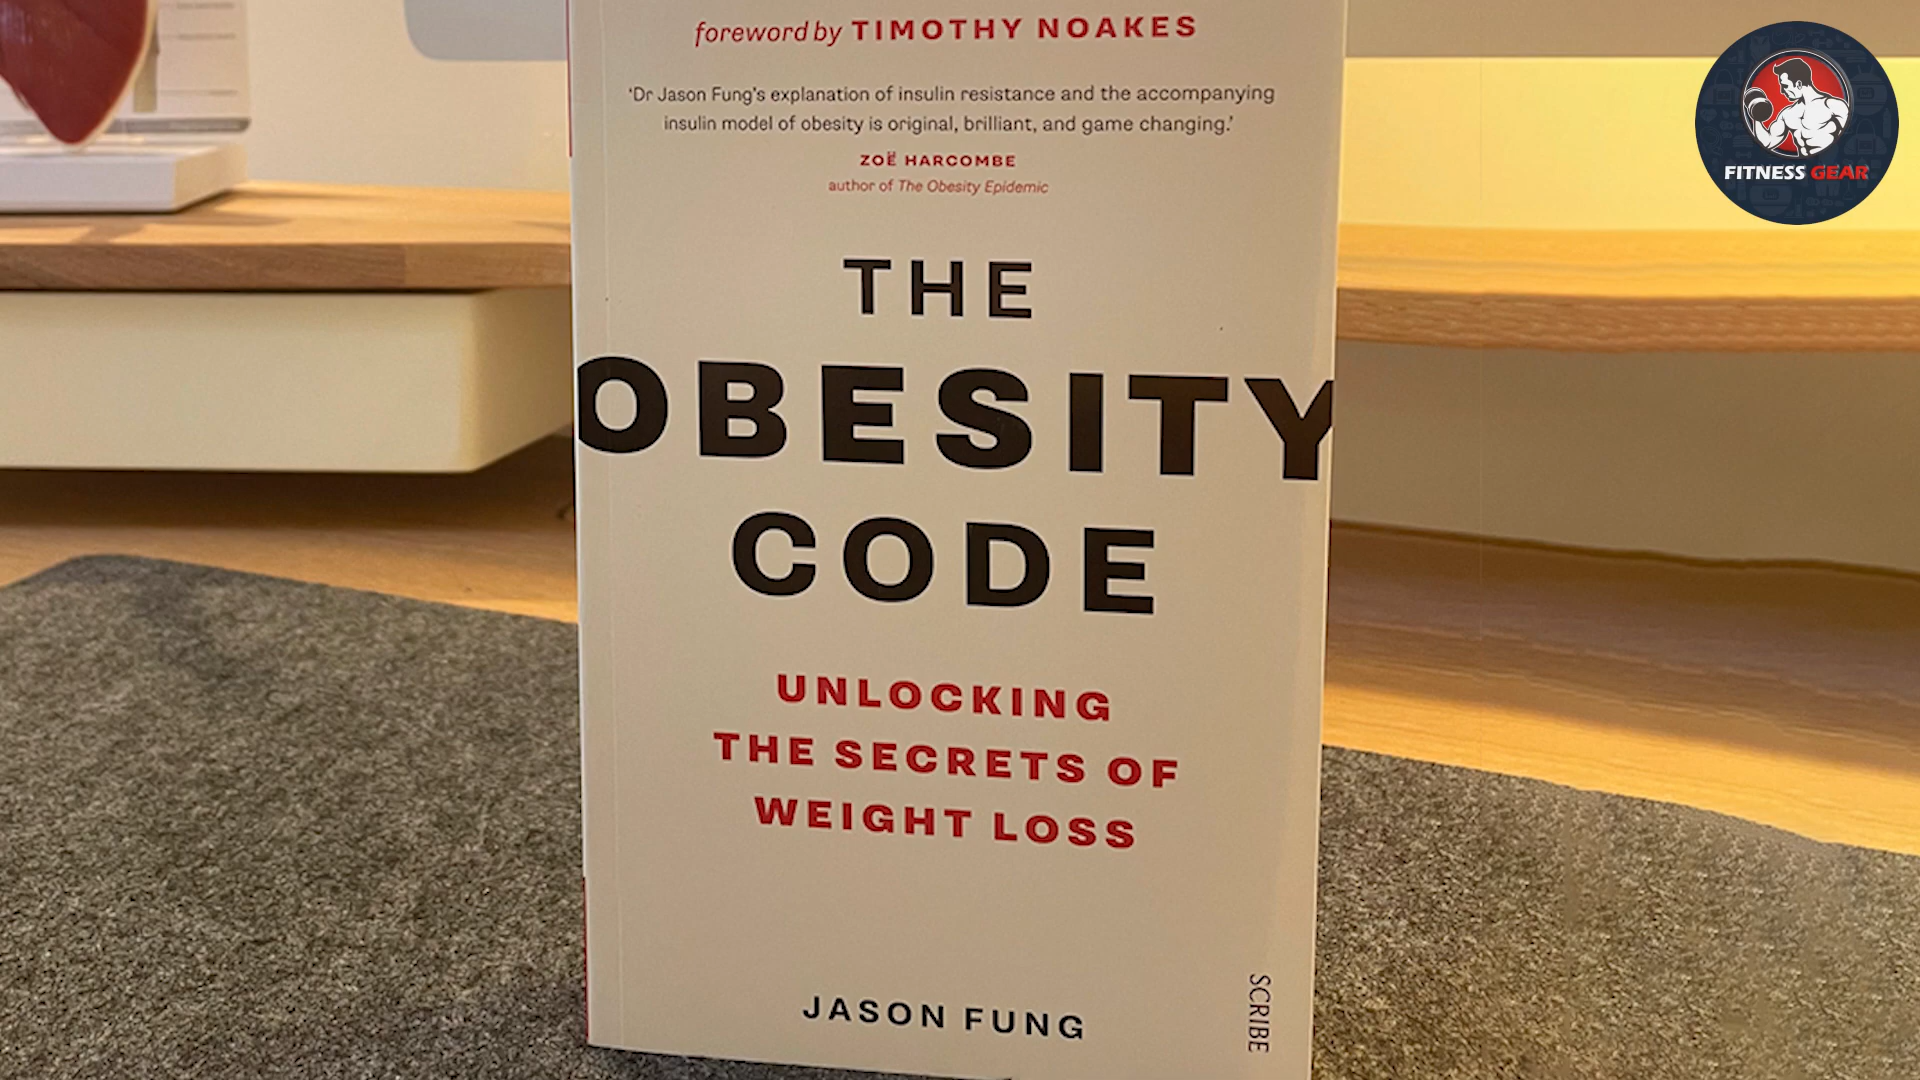 foreword by TIMOTHY NOAKES
‘Dr Jason Fung’s explanation of insulin resistance and the accompanying
insulin model of obesity is original, brilliant, and game changing.’
ZOË HARCOMBE
author of The Obesity Epidemic
THE
OBESITY
CODE
UNLOCKING
THE SECRETS OF
WEIGHT LOSS
JASON FUNG
SCRIBE
FITNESS GEAR